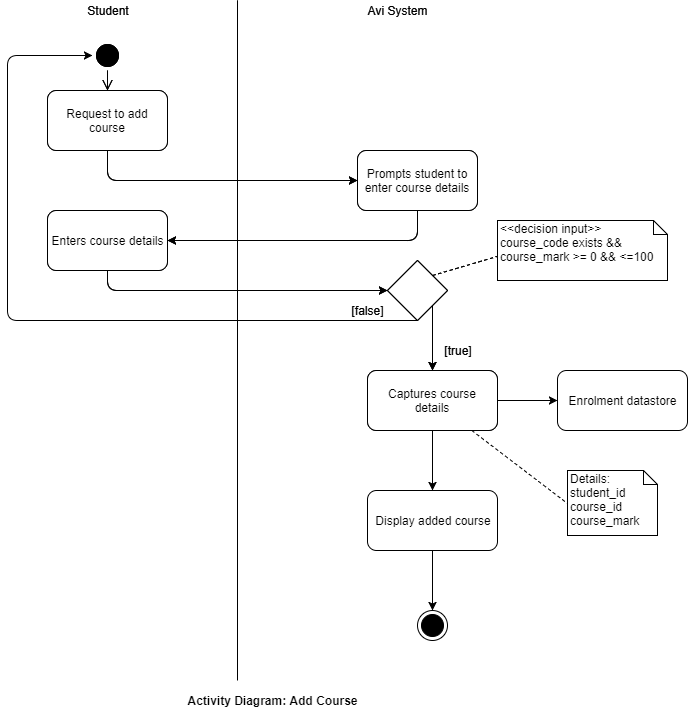 Student
Avi System
Request to add
course
Prompts student to
enter course details
Enters course details
<<decision input>>
course_code exists &&
course_mark >= 0 && <=100
[false]
[true]
Captures course
details
Enrolment datastore
Details:
student_id
course_id
course_mark
Display added course
Activity Diagram: Add Course